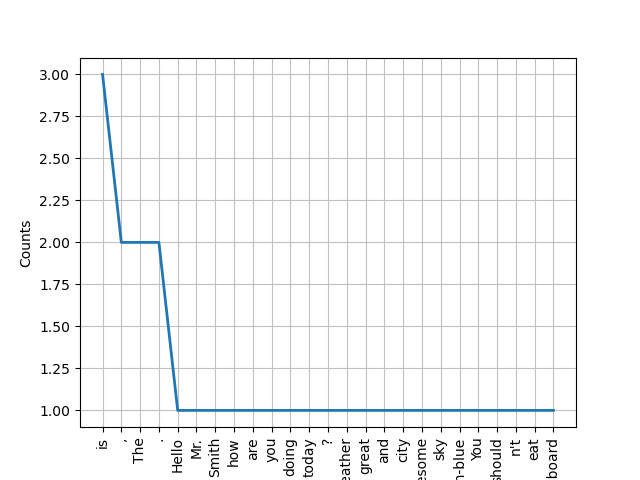 3.00
2.75
2.50
2.25
2.00
1.75
1.50
1.25
1.00
Counts
is
,
The
.
Hello
Mr.
Smith
how
are
you
doing
today
?
eather
great
and
city
esome
sky
n-blue
You
should
n't
eat
board